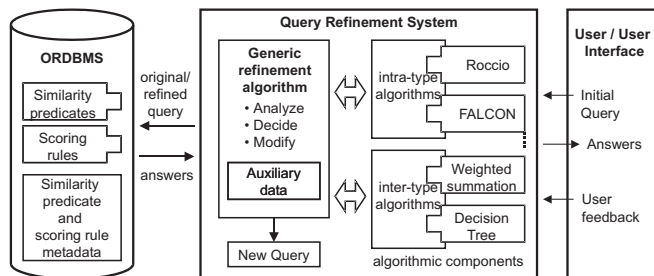 ORDBMS
Similarity
predicates
Scoring
rules
Similarity
predicate
and
scoring rule
metadata
original/
refined
query
answers
Query Refinement System
Generic
refinement
algorithm
• Analyze
• Decide
• Modify
Auxiliary
data
New Query
intra-type
algorithms
Roccio
FALCON
inter-type
algorithms
Weighted
summation
Decision
Tree
algorithmic components
User / User
Interface
Initial
Query
Answers
User
feedback